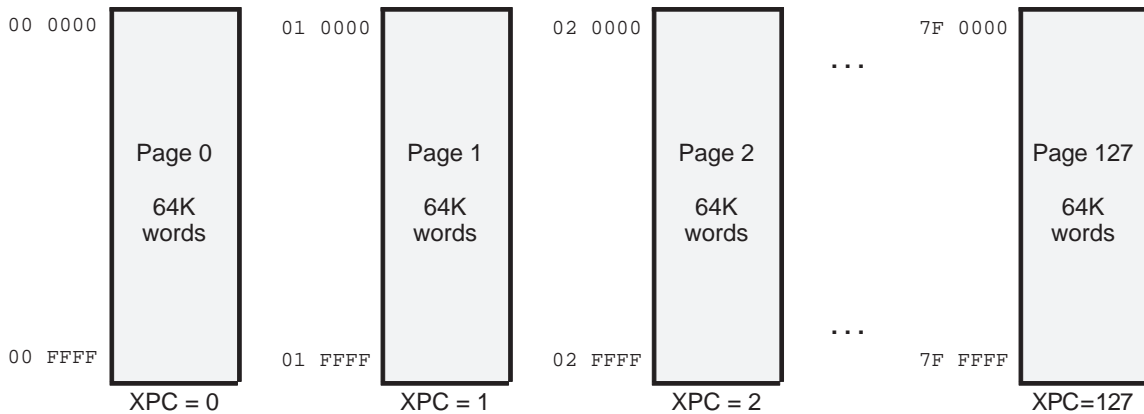 00 0000
01 0000
02 0000
7F 0000
...
Page 0
Page 1
Page 2
Page 127
64K
words
64K
words
64K
words
64K
words
...
00 FFFF
01 FFFF
02 FFFF
7F FFFF
XPC = 0
XPC = 1
XPC = 2
XPC=127